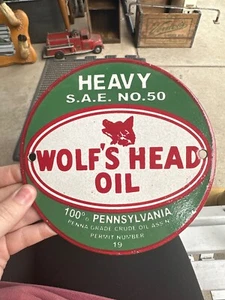 HEAVY
S.A.E. NO.50
WOLF'S HEAD
OIL
100% PENNSYLVANIA
PENNA GRADE CRUDE OIL ASS'N
PERMIT NUMBER
19